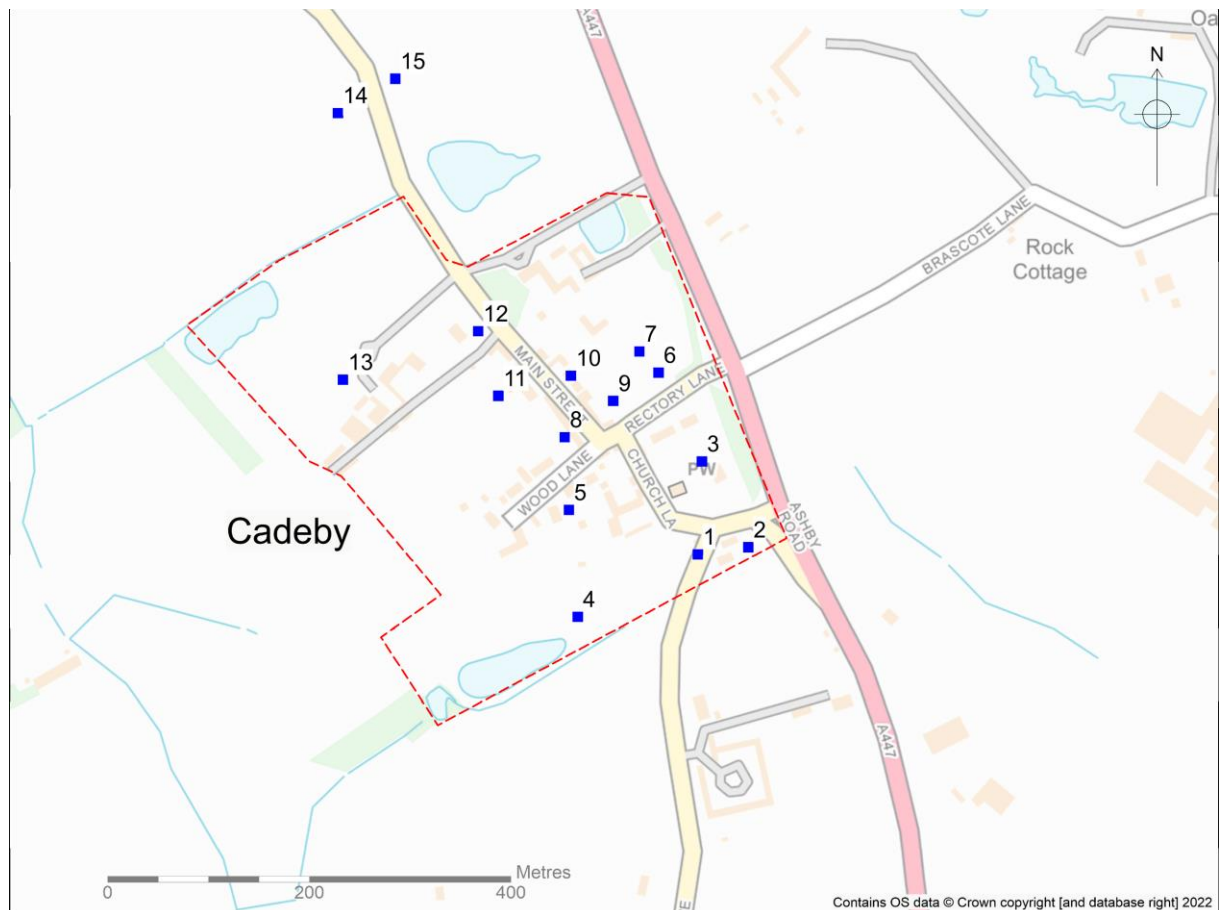 A447
Oa
N
15
14
BRASCOTE LANE
Rock
Cottage
12
7
13
10
6
MAIN STREET
11
9
RECTORY LANE
8
3
PW
CHURCH LA
WOOD LANE
5
Cadeby
ASHBY
ROAD
1
2
4
A447
Metres
0
200
400
E
Contains OS data © Crown copyright [and database right] 2022